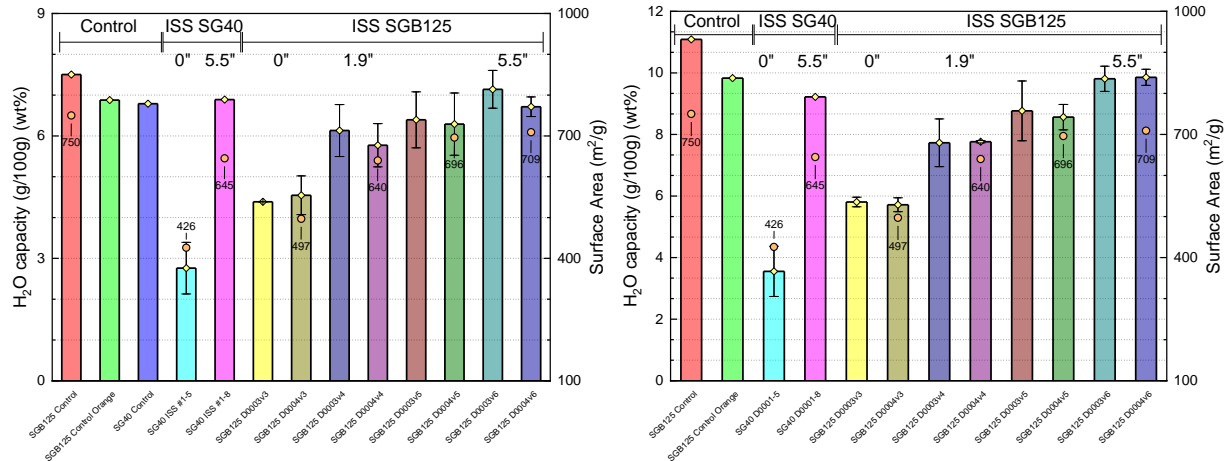 Control ISS SG40 ISS SGB125
0" 5.5" 0" 1.9" 5.5"
9
6
3
0
H2O capacity (g/100g) (wt%)
1000
700
400
100
Surface Area (m2/g)
750
426
645
497
640
696
709
SGB125 Control
SGB125 Control Orange
SG40 Control
SG40 ISS #1-5
SG40 ISS #1-8
SGB125 D0003v3
SGB125 D0004v3
SGB125 D0003v4
SGB125 D0004v4
SGB125 D0003v5
SGB125 D0004v5
SGB125 D0003v6
SGB125 D0004v6
Control ISS SG40 ISS SGB125
0" 5.5" 0" 1.9" 5.5"
12
10
8
6
4
2
0
H2O capacity (g/100g) (wt%)
1000
700
400
100
Surface Area (m2/g)
750
426
645
497
640
696
709
SGB125 Control
SGB125 Control Orange
SG40 D0001-5
SG40 D0001-8
SGB125 D0003v3
SGB125 D0004v3
SGB125 D0003v4
SGB125 D0004v4
SGB125 D0003v5
SGB125 D0004v5
SGB125 D0003v6
SGB125 D0004v6